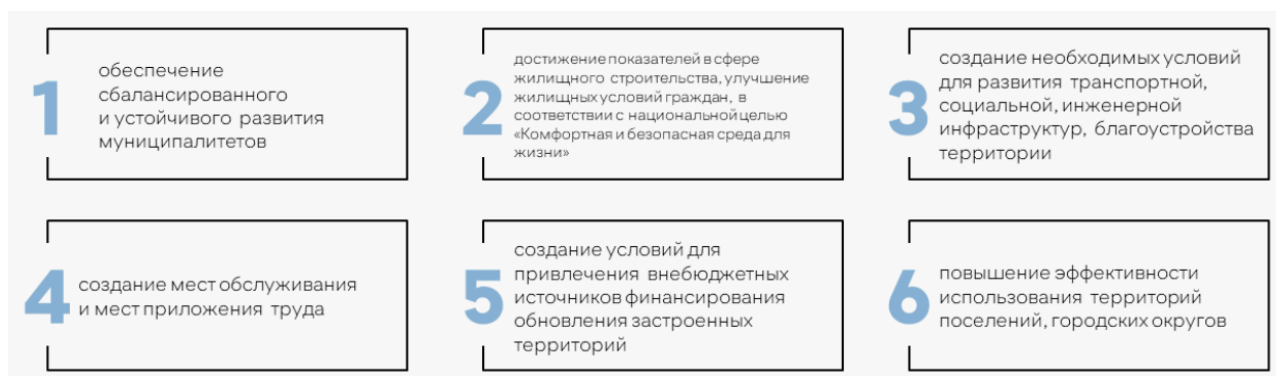 1
обеспечение
сбалансированного
и устойчивого развития
муниципалитетов
2
достижение показателей в сфере
жилищного строительства, улучшение
жилищных условий граждан, в
соответствии с национальной целью
«Комфортная и безопасная среда для
жизни»
3
создание необходимых условий
для развития транспортной,
социальной, инженерной
инфраструктур, благоустройства
территории
4
создание мест обслуживания
и мест приложения труда
5
создание условий для
привлечения внебюджетных
источников финансирования
обновления застроенных
территорий
6
повышение эффективности
использования территорий
поселений, городских округов